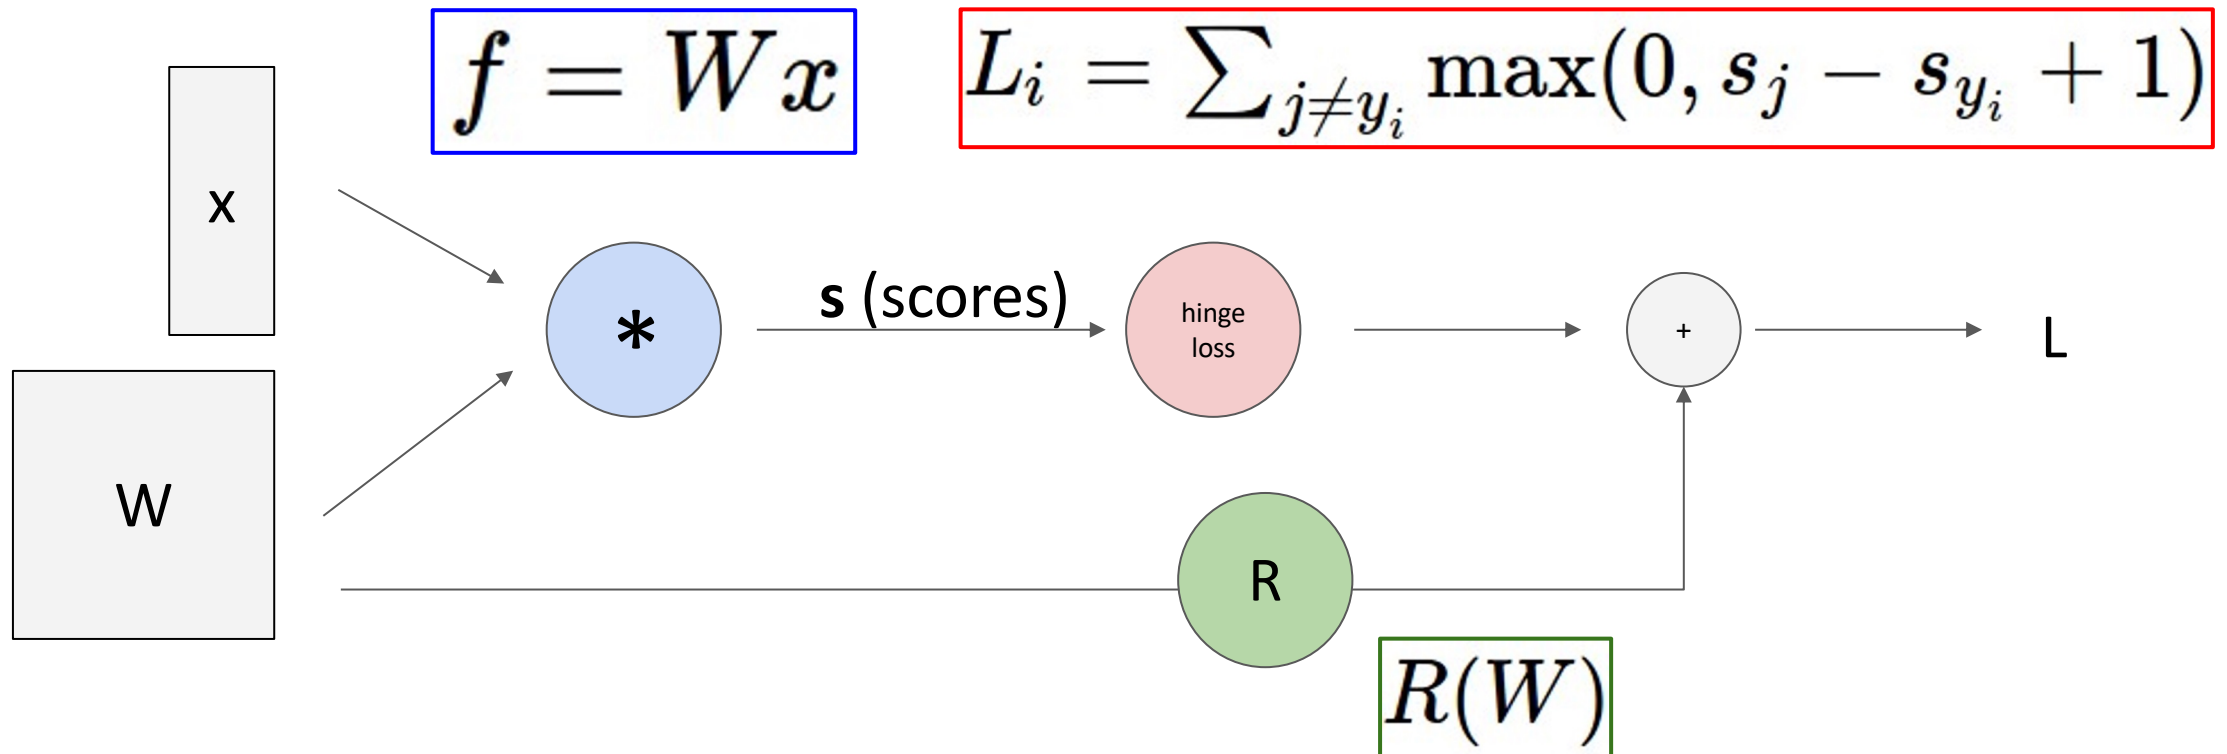 f = Wx
L_i = ∑_{j≠y_i} max(0, s_j − s_{y_i} + 1)
x
s (scores)
*
hinge
loss
+
L
W
R
R(W)